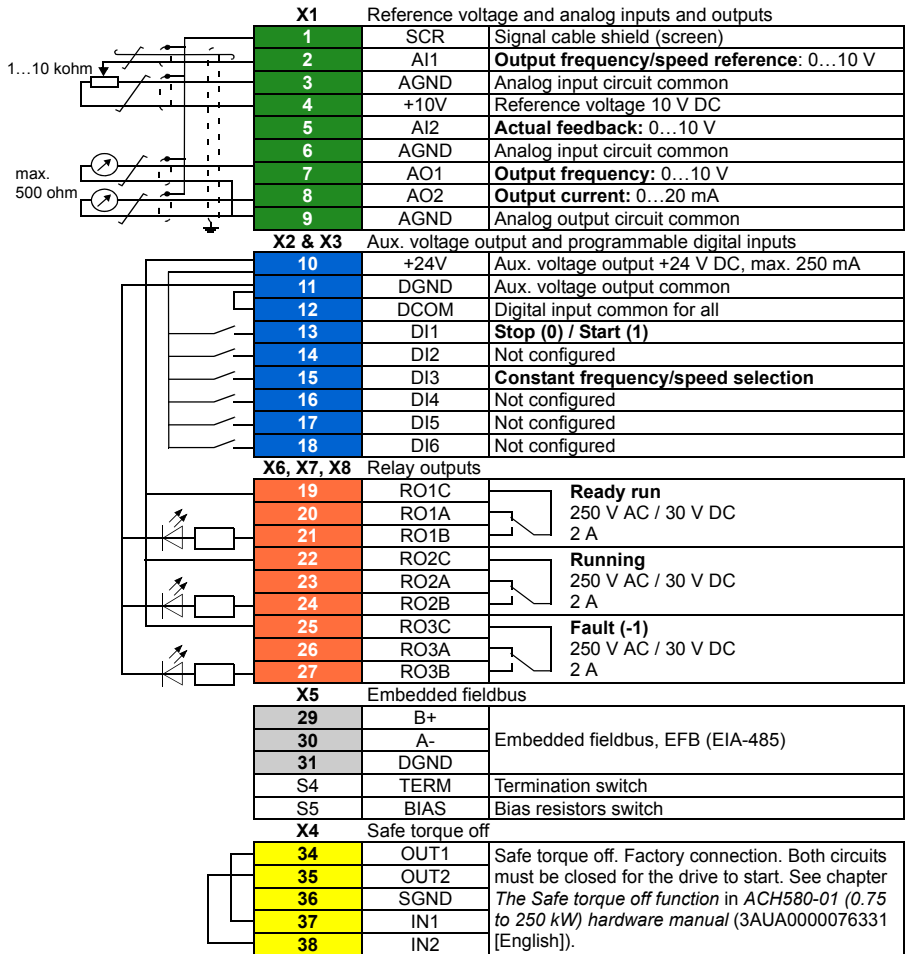 X1 Reference voltage and analog inputs and outputs
1 SCR Signal cable shield (screen)
2 AI1 Output frequency/speed reference: 0…10 V
1…10 kohm
3 AGND Analog input circuit common
4 +10V Reference voltage 10 V DC
5 AI2 Actual feedback: 0…10 V
6 AGND Analog input circuit common
max.
500 ohm
7 AO1 Output frequency: 0…10 V
8 AO2 Output current: 0…20 mA
9 AGND Analog output circuit common
X2 & X3 Aux. voltage output and programmable digital inputs
10 +24V Aux. voltage output +24 V DC, max. 250 mA
11 DGND Aux. voltage output common
12 DCOM Digital input common for all
13 DI1 Stop (0) / Start (1)
14 DI2 Not configured
15 DI3 Constant frequency/speed selection
16 DI4 Not configured
17 DI5 Not configured
18 DI6 Not configured
X6, X7, X8 Relay outputs
19 RO1C Ready run
20 RO1A 250 V AC / 30 V DC
21 RO1B 2 A
22 RO2C Running
23 RO2A 250 V AC / 30 V DC
24 RO2B 2 A
25 RO3C Fault (-1)
26 RO3A 250 V AC / 30 V DC
27 RO3B 2 A
X5 Embedded fieldbus
29 B+
30 A- Embedded fieldbus, EFB (EIA-485)
31 DGND
S4 TERM Termination switch
S5 BIAS Bias resistors switch
X4 Safe torque off
34 OUT1 Safe torque off. Factory connection. Both circuits
35 OUT2 must be closed for the drive to start. See chapter
36 SGND The Safe torque off function in ACH580-01 (0.75
37 IN1 to 250 kW) hardware manual (3AUA0000076331
38 IN2 [English]).